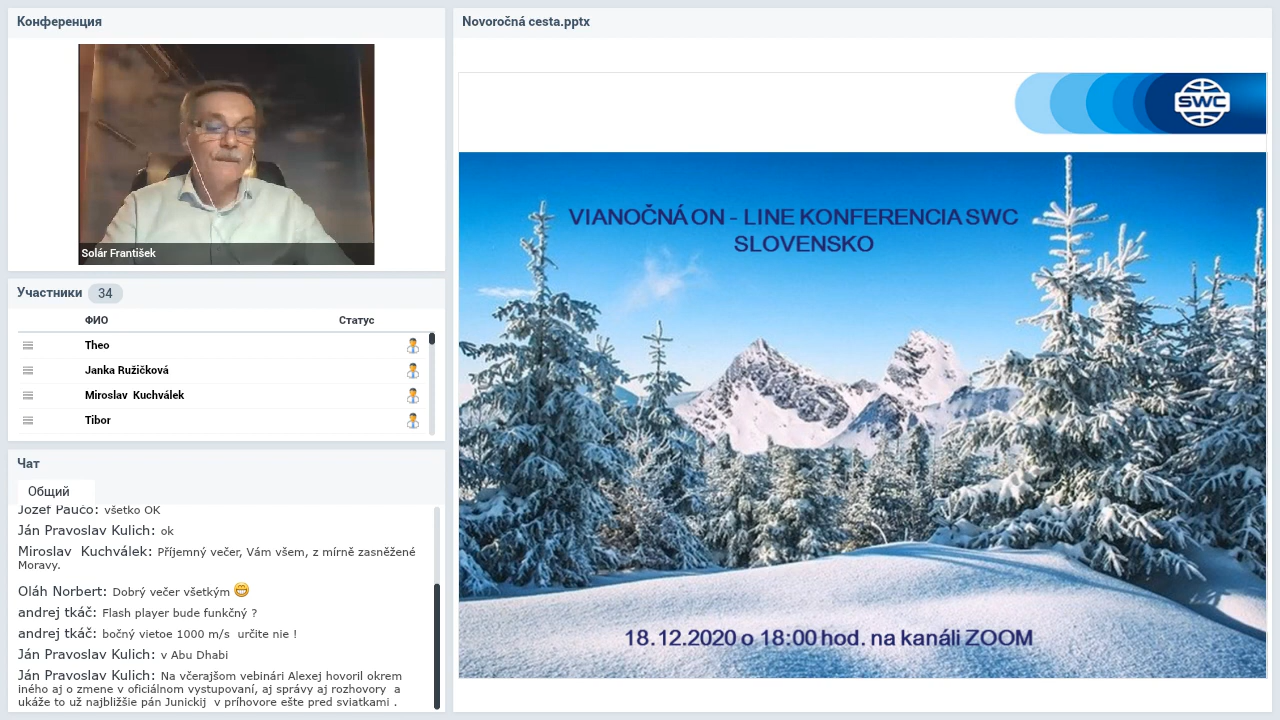 Конференция
Solár František
Участники 34
ФИО Статус
Theo
Janka Ružičková
Miroslav Kuchválek
Tibor
Чат
Общий
Jozef Paučo: všetko OK
Ján Pravoslav Kulich: ok
Miroslav Kuchválek: Příjemný večer, Vám všem, z mírně zasněžené
Moravy.
Oláh Norbert: Dobrý večer všetkým
andrej tkáč: Flash player bude funkčný ?
andrej tkáč: bočný vietoe 1000 m/s určite nie !
Ján Pravoslav Kulich: v Abu Dhabi
Ján Pravoslav Kulich: Na včerajšom vebinári Alexej hovoril okrem
iného aj o zmene v oficiálnom vystupovaní, aj správy aj rozhovory a
ukáže to už najbližšie pán Junickij v príhovore ešte pred sviatkami .
Novoročná cesta.pptx
SWC
VIANOČNÁ ON - LINE KONFERENCIA SWC
SLOVENSKO
18.12.2020 o 18:00 hod. na kanáli ZOOM